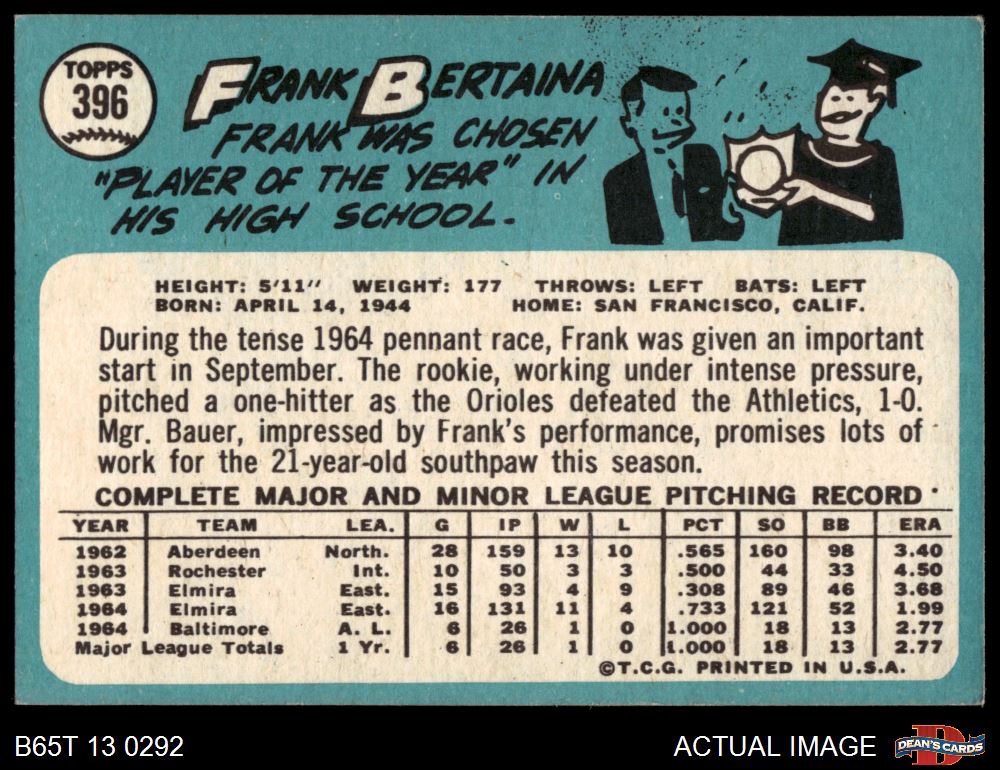 TOPPS
396
FRANK BERTAINA
FRANK WAS CHOSEN
"PLAYER OF THE YEAR" IN
HIS HIGH SCHOOL.
HEIGHT: 5'11" WEIGHT: 177 THROWS: LEFT BATS: LEFT
BORN: APRIL 14, 1944 HOME: SAN FRANCISCO, CALIF.
During the tense 1964 pennant race, Frank was given an important
start in September. The rookie, working under intense pressure,
pitched a one-hitter as the Orioles defeated the Athletics, 1-0.
Mgr. Bauer, impressed by Frank's performance, promises lots of
work for the 21-year-old southpaw this season.
COMPLETE MAJOR AND MINOR LEAGUE PITCHING RECORD
YEAR TEAM LEA. G IP W L PCT SO BB ERA
1962 Aberdeen North. 28 159 13 10 .565 160 98 3.40
1963 Rochester Int. 10 50 3 3 .500 44 33 4.50
1963 Elmira East. 15 93 4 9 .308 89 46 3.68
1964 Elmira East. 16 131 11 4 .733 121 52 1.99
1964 Baltimore A. L. 6 26 1 0 1.000 18 13 2.77
Major League Totals 1 Yr. 6 26 1 0 1.000 18 13 2.77
©T.C.G. PRINTED IN U.S.A.
B65T 13 0292 ACTUAL IMAGE DEAN'S CARDS